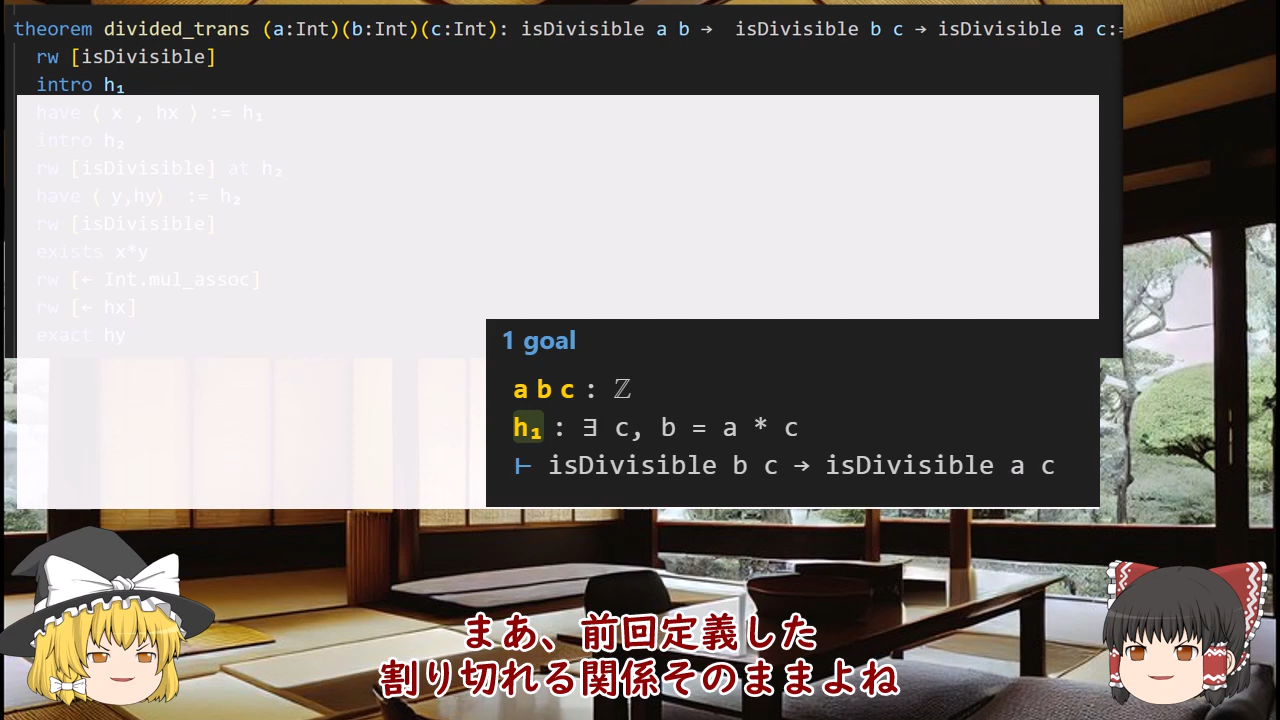 theorem divided_trans (a:Int)(b:Int)(c:Int): isDivisible a b → isDivisible b c → isDivisible a c:=
rw [isDivisible]
intro h₁
have ⟨ x , hx ⟩ := h₁
intro h₂
rw [isDivisible] at h₂
have ⟨ y,hy⟩ := h₂
rw [isDivisible]
exists x*y
rw [← Int.mul_assoc]
rw [← hx]
exact hy
1 goal
a b c : ℤ
h₁ : ∃ c, b = a * c
⊢ isDivisible b c → isDivisible a c
まあ、前回定義した
割り切れる関係そのままよね